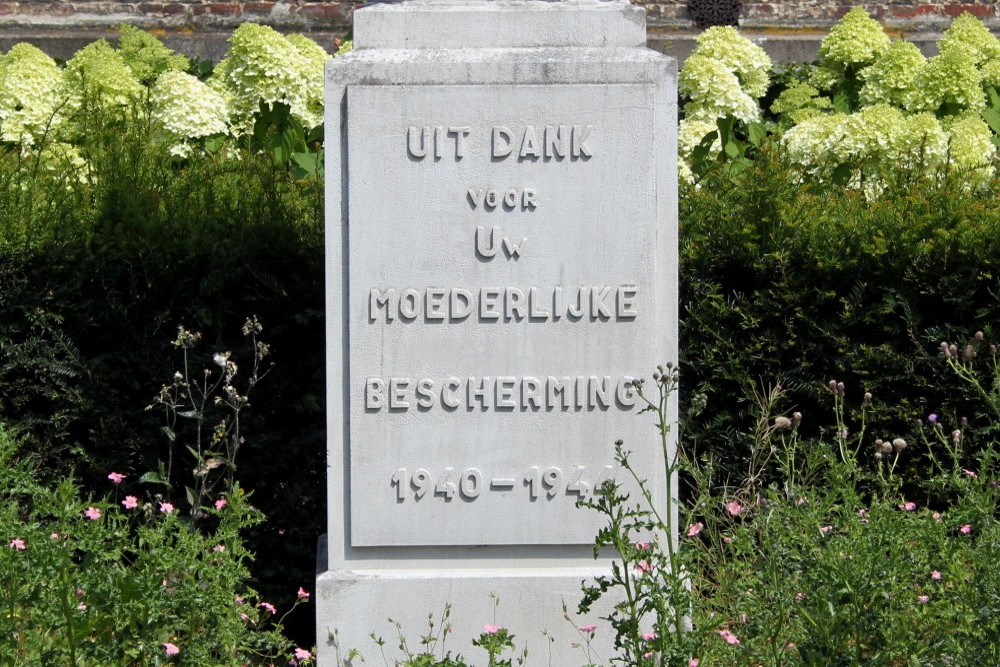 UIT DANK
VOOR
UW
MOEDERLIJKE
BESCHERMING
1940-1944